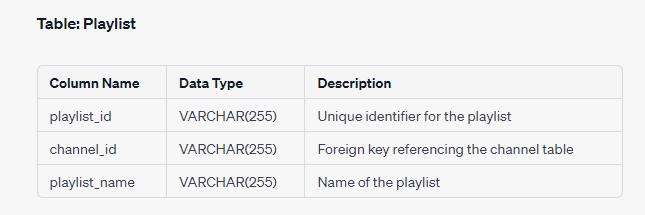 Table: Playlist
Column Name Data Type Description
playlist_id VARCHAR(255) Unique identifier for the playlist
channel_id VARCHAR(255) Foreign key referencing the channel table
playlist_name VARCHAR(255) Name of the playlist